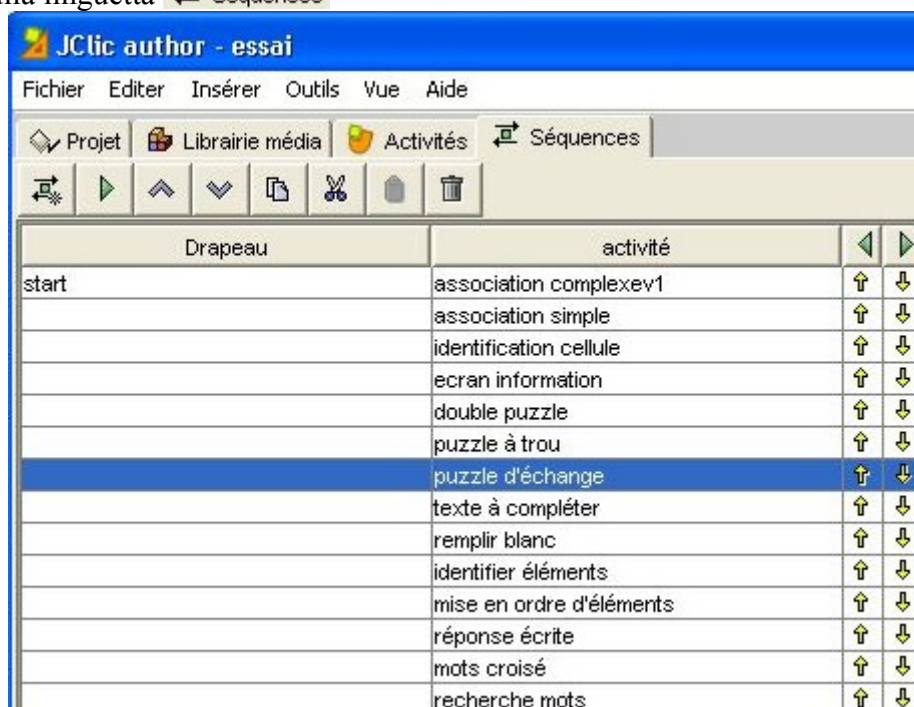 linguetta Séquences
JClic author - essai
Fichier Editer Insérer Outils Vue Aide
Projet Librairie média Activités Séquences
Drapeau activité
start association complexev1
association simple
identification cellule
ecran information
double puzzle
puzzle à trou
puzzle d'échange
texte à compléter
remplir blanc
identifier éléments
mise en ordre d'éléments
réponse écrite
mots croisé
recherche mots